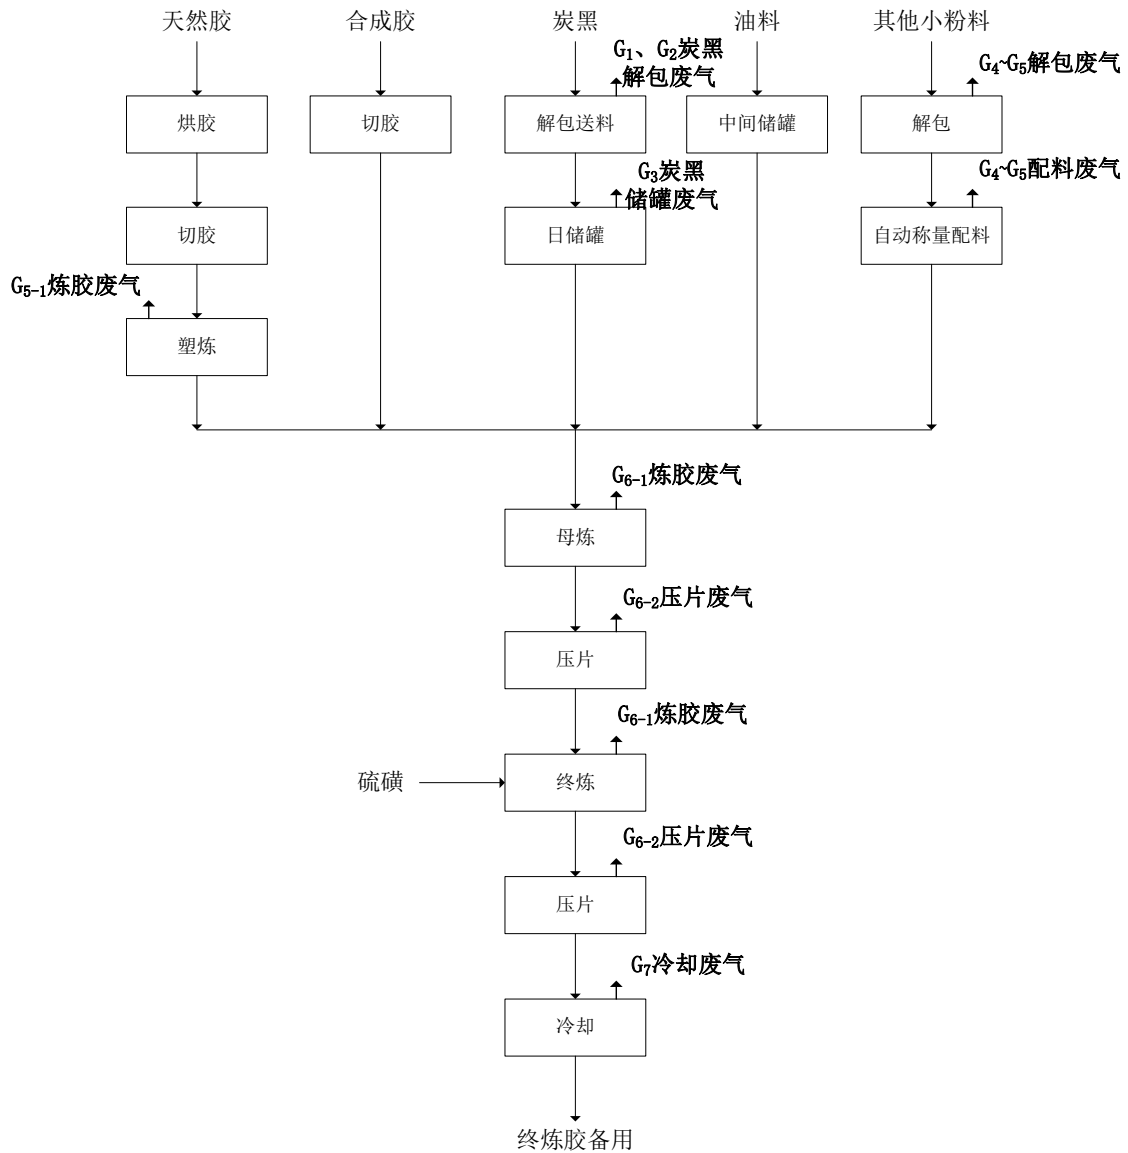 天然胶
合成胶
炭黑
油料
其他小粉料
G₁、G₂炭黑
解包废气
G₄~G₅解包废气
烘胶
切胶
解包送料
中间储罐
解包
G₃炭黑
储罐废气
G₄~G₅配料废气
切胶
日储罐
自动称量配料
G₅₋₁炼胶废气
塑炼
G₆₋₁炼胶废气
母炼
G₆₋₂压片废气
压片
G₆₋₁炼胶废气
硫磺
终炼
G₆₋₂压片废气
压片
G₇冷却废气
冷却
终炼胶备用